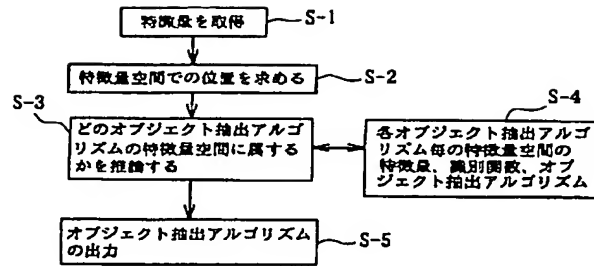 特徴量を取得
S-1
特徴量空間での位置を求める
S-2
S-3
どのオブジェクト抽出アルゴ
リズムの特徴量空間に属する
かを推論する
S-4
各オブジェクト抽出アルゴ
リズム毎の特徴量空間の
特徴量、識別関数、オブジ
ェクト抽出アルゴリズム
オブジェクト抽出アルゴリズム
の出力
S-5